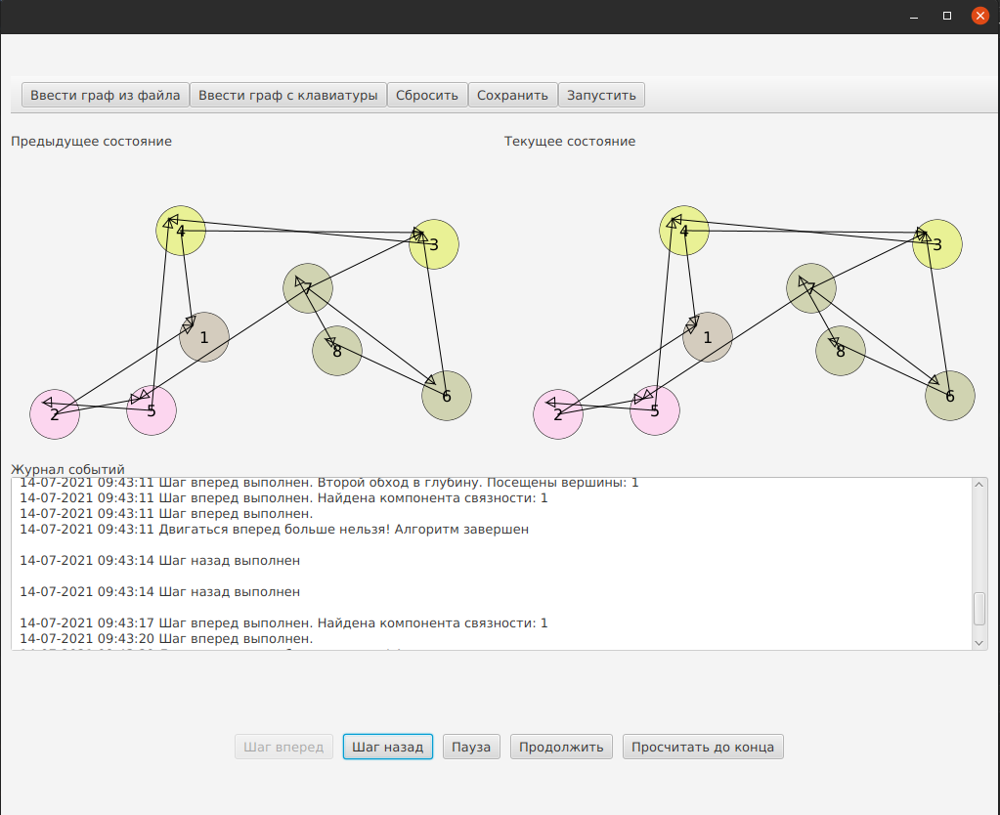 Ввести граф из файла Ввести граф с клавиатуры Сбросить Сохранить Запустить
Предыдущее состояние Текущее состояние
4 3 7 1 8 6 2 5
4 3 7 1 8 6 2 5
Журнал событий
14-07-2021 09:43:11 Шаг вперед выполнен. Второй обход в глубину. Посещены вершины: 1
14-07-2021 09:43:11 Шаг вперед выполнен. Найдена компонента связности: 1
14-07-2021 09:43:11 Шаг вперед выполнен.
14-07-2021 09:43:11 Двигаться вперед больше нельзя! Алгоритм завершен
14-07-2021 09:43:14 Шаг назад выполнен
14-07-2021 09:43:14 Шаг назад выполнен
14-07-2021 09:43:17 Шаг вперед выполнен. Найдена компонента связности: 1
14-07-2021 09:43:20 Шаг вперед выполнен.
Шаг вперед Шаг назад Пауза Продолжить Просчитать до конца